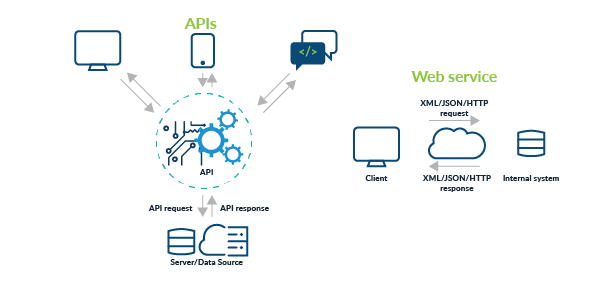 APIs
</>
API
API request
API response
Server/Data Source
Web service
XML/JSON/HTTP
request
Client
XML/JSON/HTTP
response
Internal system